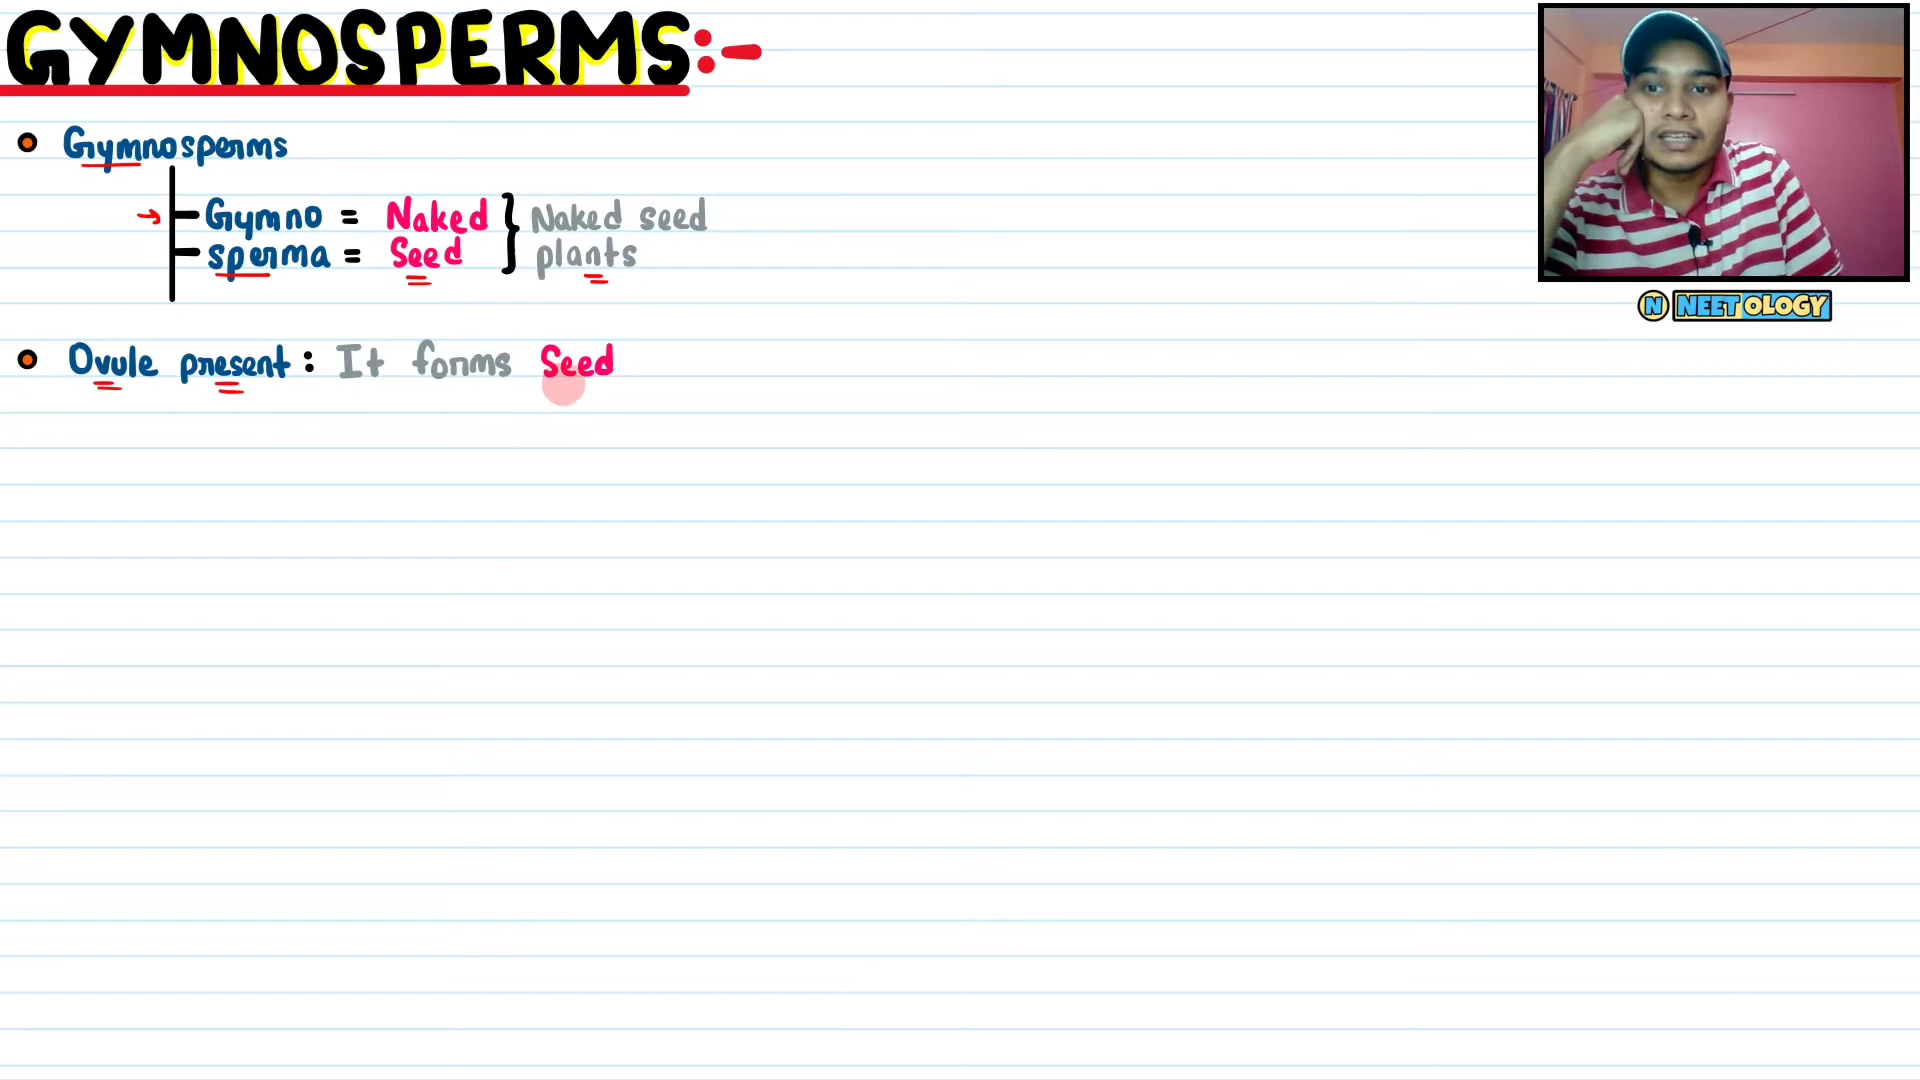 GYMNOSPERMS:-
Gymnosperms
→ Gymno = Naked } Naked seed
sperma = Seed plants
N NEETOLOGY
Ovule present : It forms Seed